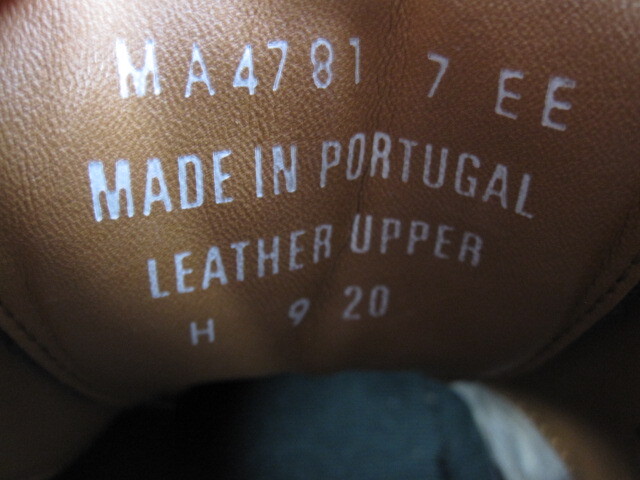 MA4781 7 EE
MADE IN PORTUGAL
LEATHER UPPER
H 9 20